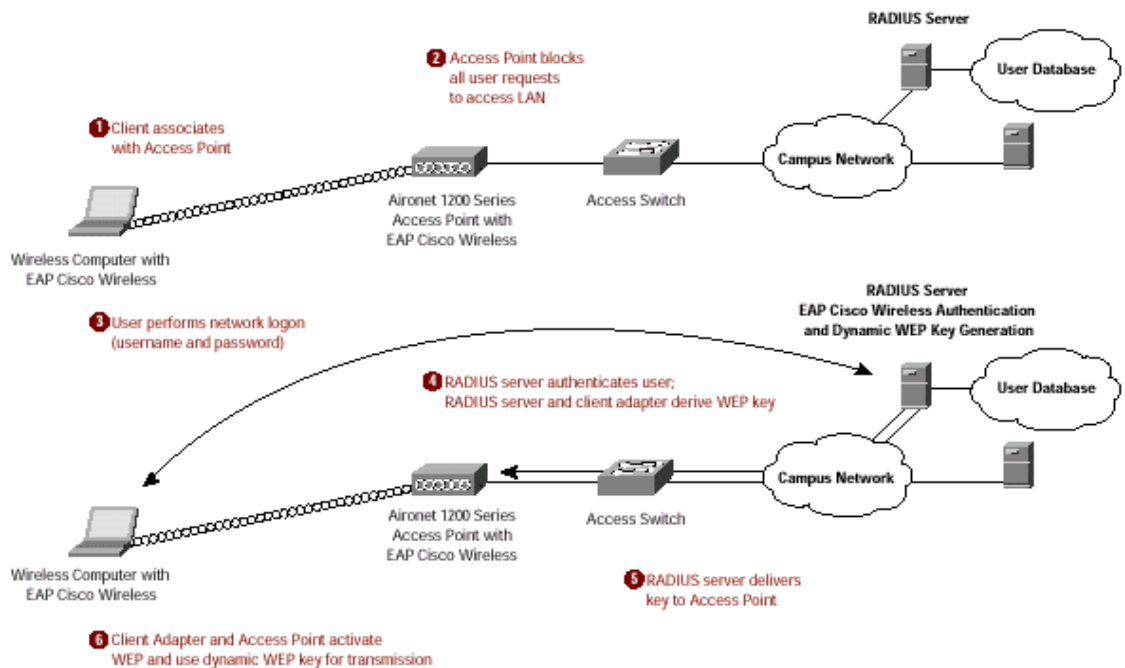 RADIUS Server
2 Access Point blocks
all user requests
to access LAN
User Database
1 Client associates
with Access Point
Campus Network
Aironet 1200 Series
Access Point with
EAP Cisco Wireless
Access Switch
Wireless Computer with
EAP Cisco Wireless
RADIUS Server
EAP Cisco Wireless Authentication
and Dynamic WEP Key Generation
3 User performs network logon
(username and password)
4 RADIUS server authenticates user;
RADIUS server and client adapter derive WEP key
User Database
Campus Network
Aironet 1200 Series
Access Point with
EAP Cisco Wireless
Access Switch
Wireless Computer with
EAP Cisco Wireless
5 RADIUS server delivers
key to Access Point
6 Client Adapter and Access Point activate
WEP and use dynamic WEP key for transmission